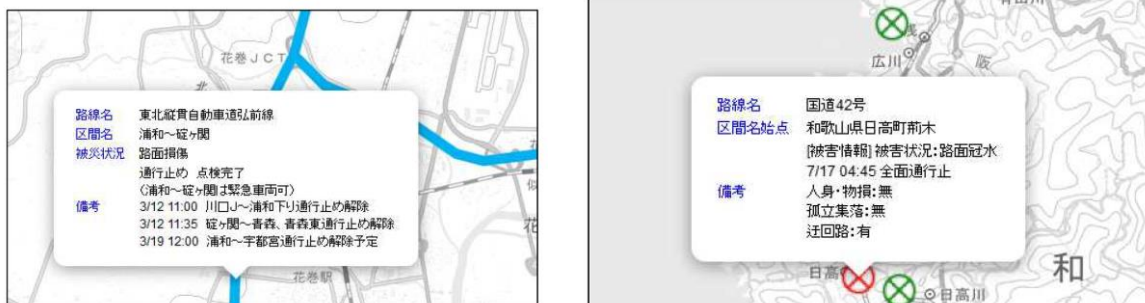 花巻JCT
北
路線名 東北縦貫自動車道弘前線
区間名 浦和～碇ヶ関
被災状況 路面損傷
通行止め 点検完了
(浦和～碇ヶ関は緊急車両可)
備考 3/12 11:00 川口J～浦和下り通行止め解除
3/12 11:35 碇ヶ関～青森、青森東通行止め解除
3/19 12:00 浦和～宇都宮通行止め解除予定
花巻駅
似
花
広川
阪
路線名 国道42号
区間名始点 和歌山県日高町荊木
[被害情報] 被害状況:路面冠水
7/17 04:45 全面通行止
備考 人身・物損:無
孤立集落:無
迂回路:有
日高
日高川
和